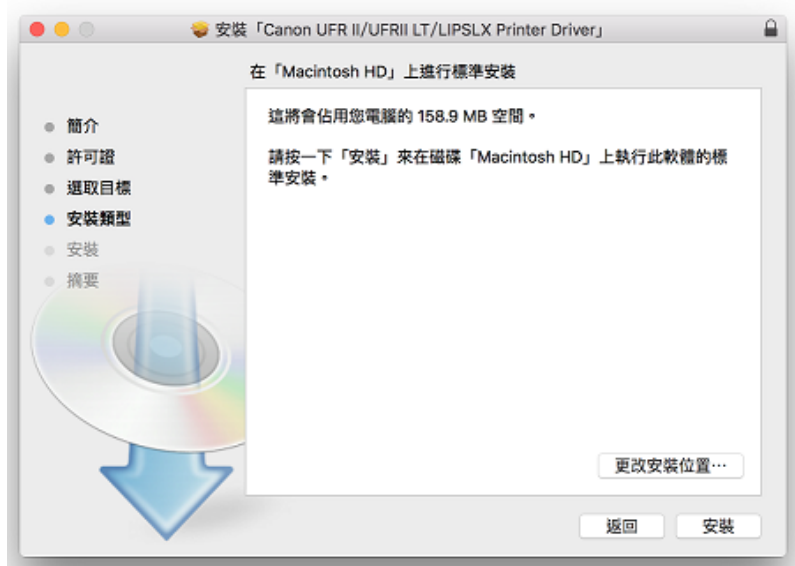 安裝「Canon UFR II/UFRII LT/LIPSLX Printer Driver」
在「Macintosh HD」上進行標準安裝
簡介
許可證
選取目標
安裝類型
安裝
摘要
這將會佔用您電腦的 158.9 MB 空間。
請按一下「安裝」來在磁碟「Macintosh HD」上執行此軟體的標
準安裝。
更改安裝位置⋯
返回
安裝